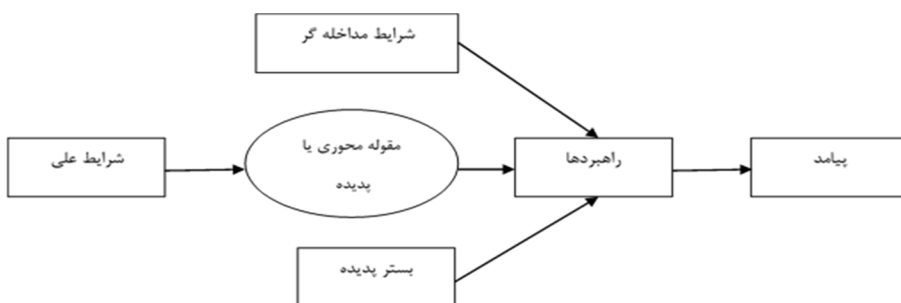 شرایط مداخله گر
شرایط علی
مقوله محوری یا
پدیده
راهبردها
پیامد
بستر پدیده